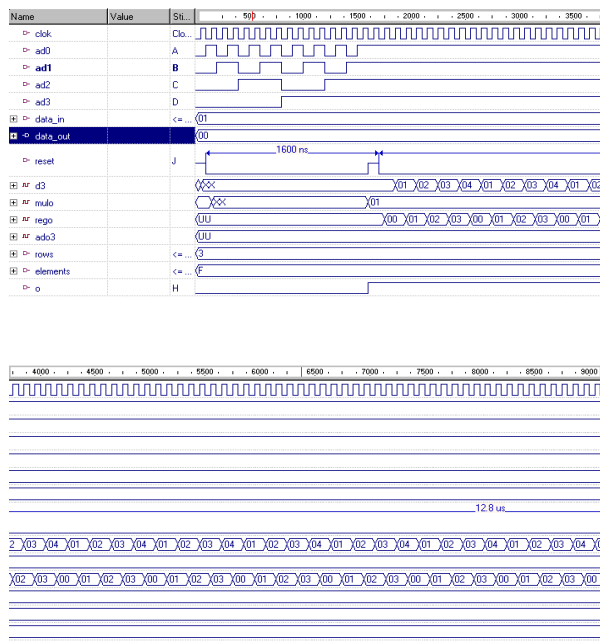 Name Value Sti... 500 1000 1500 2000 2500 3000 3500
clok Clo...
ad0 A
ad1 B
ad2 C
ad3 D
data_in <= ... 01
data_out 00
reset J 1600 ns
d3 01 02 03 04 01 02 03 04 01 02
mulo 01
rego UU 00 01 02 03 00 01 02 03 00 01
ado3 UU
rows <= ... 3
elements <= ... F
o H
4000 4500 5000 5500 6000 6500 7000 7500 8000 8500 9000
12.8 us
2 03 04 01 02 03 04 01 02 03 04 01 02 03 04 01 02 03 04 01 02 03 04 01 02 03 04
02 03 00 01 02 03 00 01 02 03 00 01 02 03 00 01 02 03 00 01 02 03 00 01 02 03 00